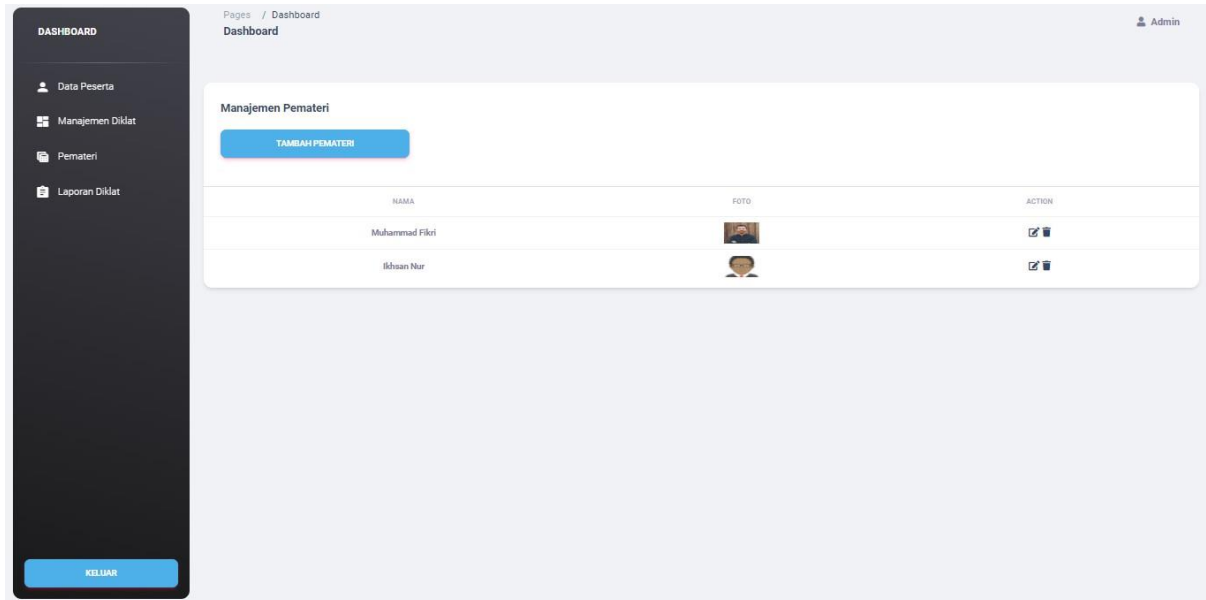 DASHBOARD
Data Peserta
Manajemen Diklat
Pemateri
Laporan Diklat
KELUAR
Pages / Dashboard
Dashboard
Admin
Manajemen Pemateri
TAMBAH PEMATERI
NAMA FOTO ACTION
Muhammad Fikri
Ikhsan Nur